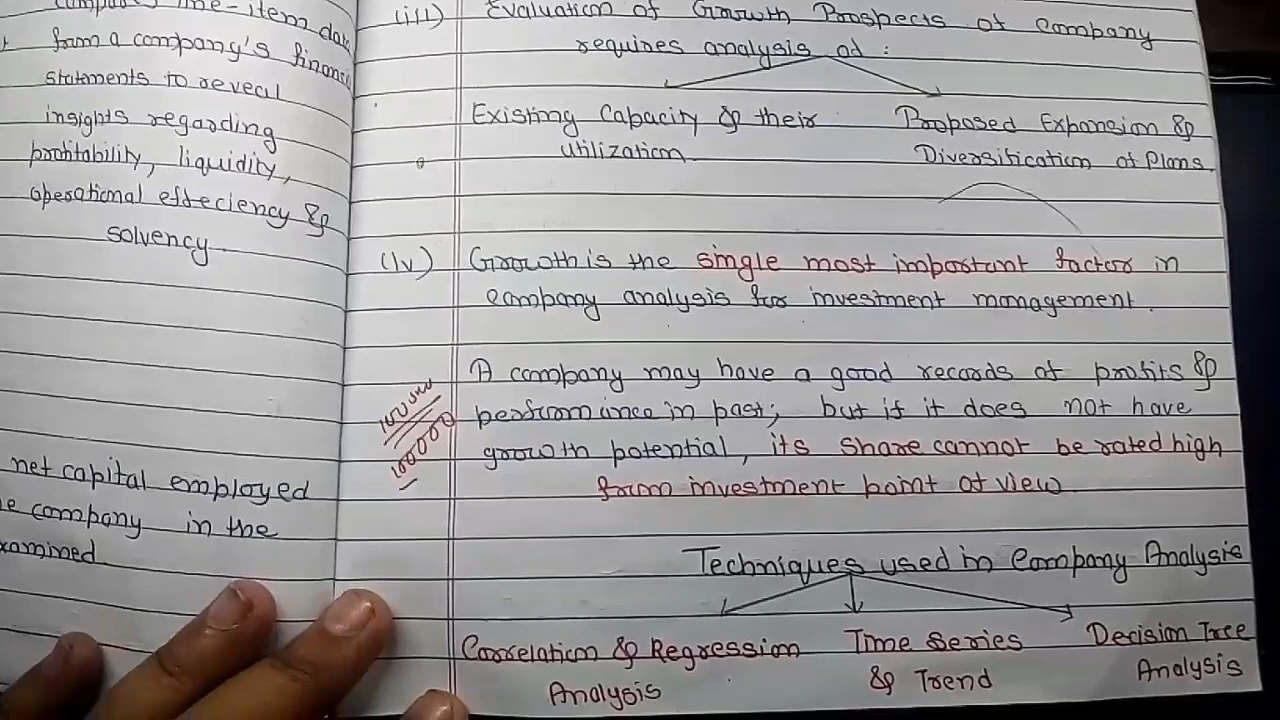 from a company's
statements to reveal
insights regarding
profitability, liquidity,
operational effeciency &
solvency
net capital employed
company in the
(iii) Evaluation of Growth Prospects of Company
requires analysis of :
Existing Capacity & their
utilization
Proposed Expansion &
Diversification of Plans
(iv) Growth is the single most important factor in
company analysis for investment management.
A company may have a good records of profits &
performance in past; but if it does not have
growth potential, its share cannot be rated high
from investment point of view
100000
Techniques used in Company Analysis
Correlation & Regression
Analysis
Time Series
& Trend
Decision Tree
Analysis